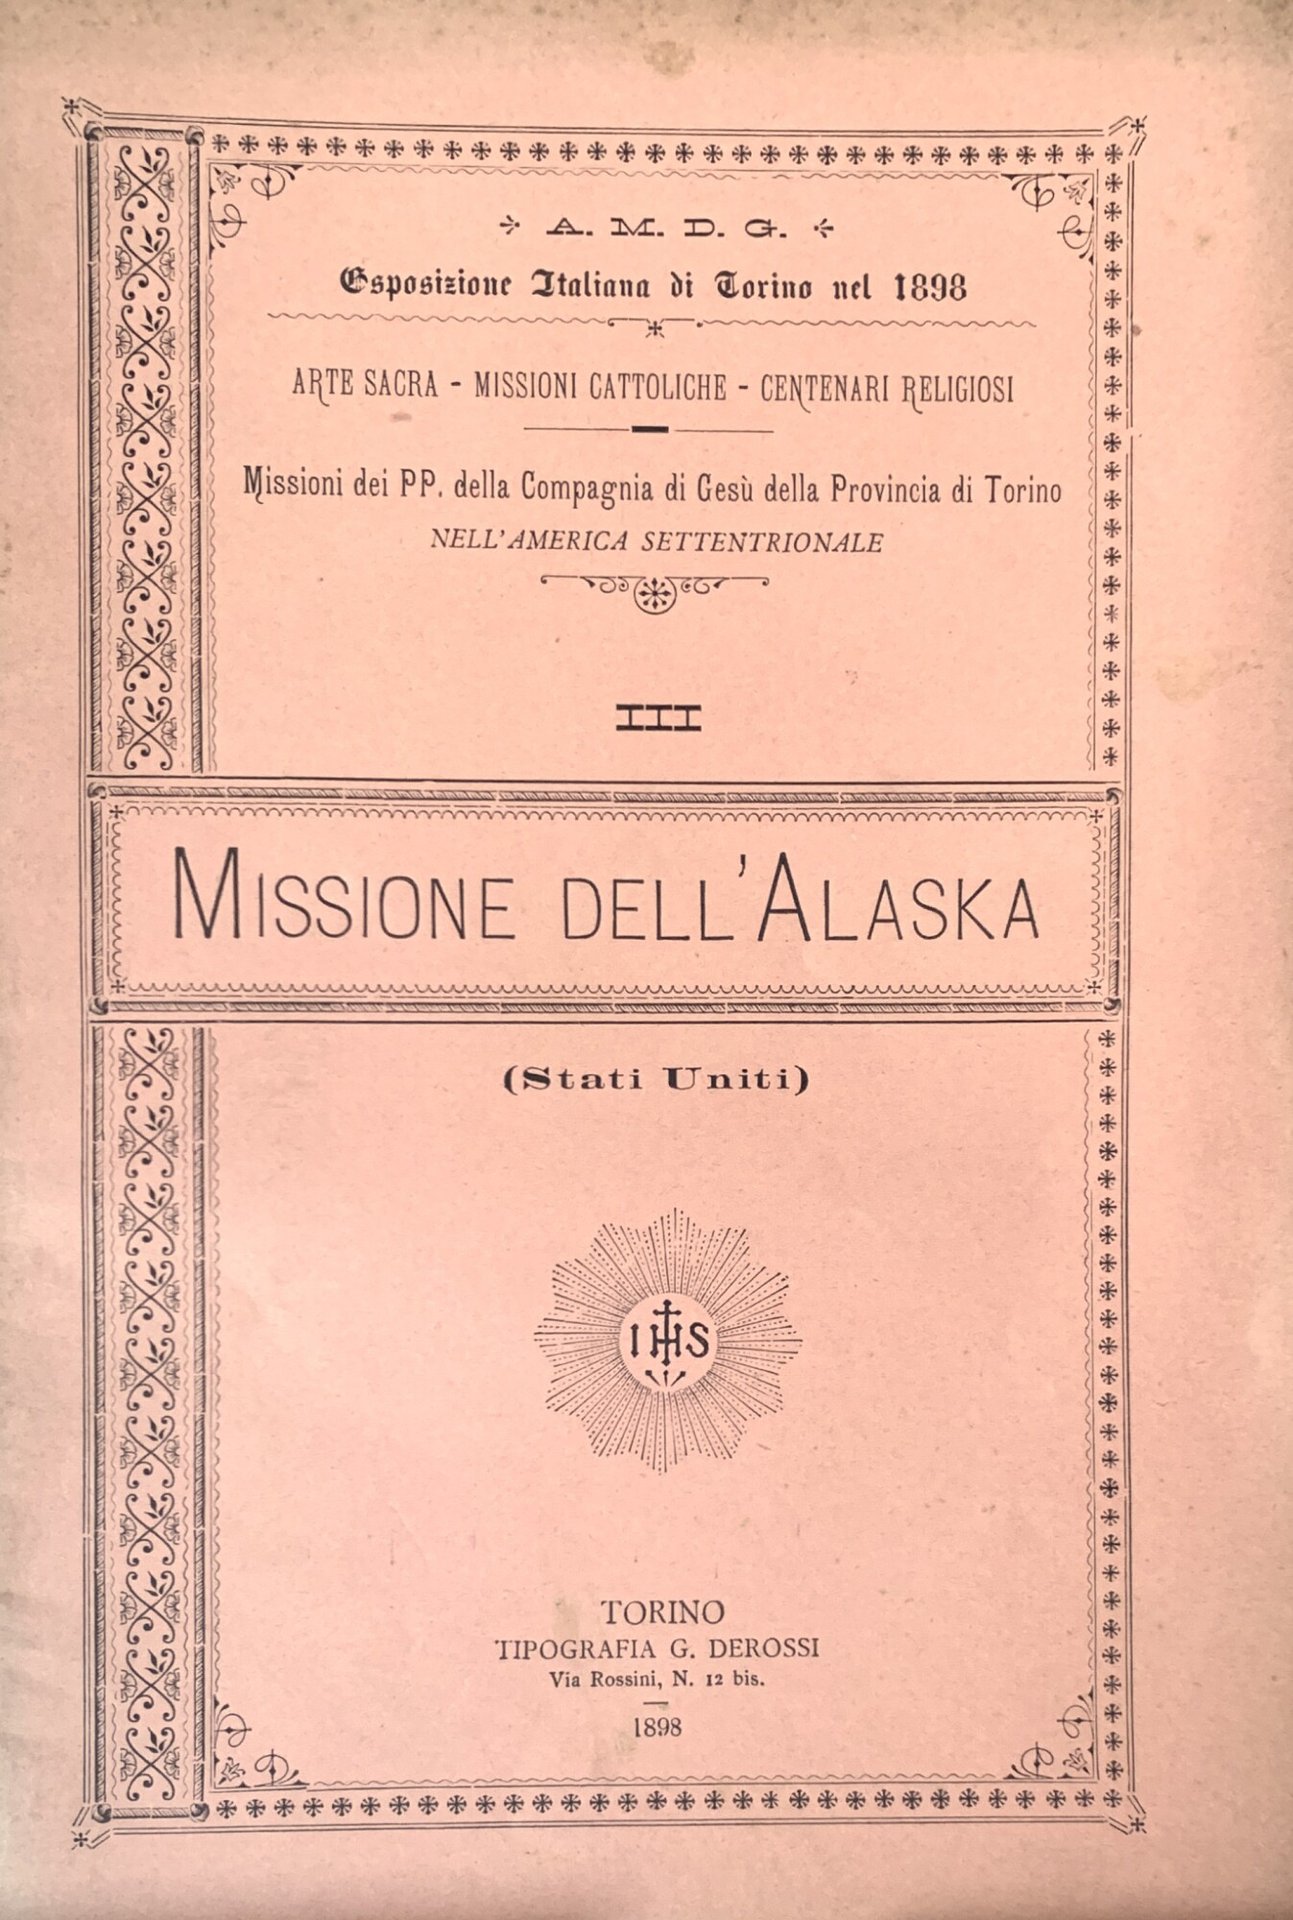 A. M. D. G.
Esposizione Italiana di Torino nel 1898
ARTE SACRA - MISSIONI CATTOLICHE - CENTENARI RELIGIOSI
Missioni dei PP. della Compagnia di Gesù della Provincia di Torino
NELL'AMERICA SETTENTRIONALE
III
MISSIONE DELL'ALASKA
(Stati Uniti)
IHS
TORINO
TIPOGRAFIA G. DEROSSI
Via Rossini, N. 12 bis.
1898